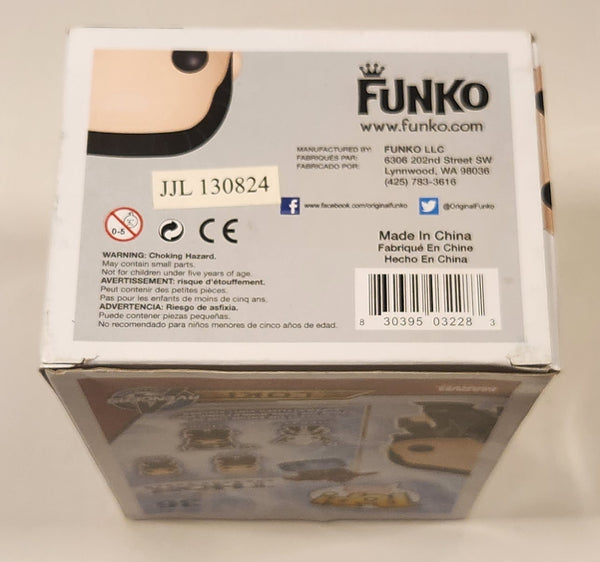 FUNKO
www.funko.com
MANUFACTURED BY: FUNKO LLC
FABRIQUÉS PAR: 6306 202nd Street SW
FABRICADO POR: Lynnwood, WA 98036
(425) 783-3616
JJL 130824
www.facebook.com/originalfunko @OriginalFunko
0-5
CE
Made In China
Fabriqué En Chine
Hecho En China
WARNING: Choking Hazard.
May contain small parts.
Not for children under five years of age.
AVERTISSEMENT: risque d'étouffement.
Peut contenir des petites pièces.
Pas pour les enfants de moins de cinq ans.
ADVERTENCIA: Riesgo de asfixia.
Puede contener piezas pequeñas.
No recomendado para niños menores de cinco años de edad.
8 30395 03228 3
MARVEL
POP!
36